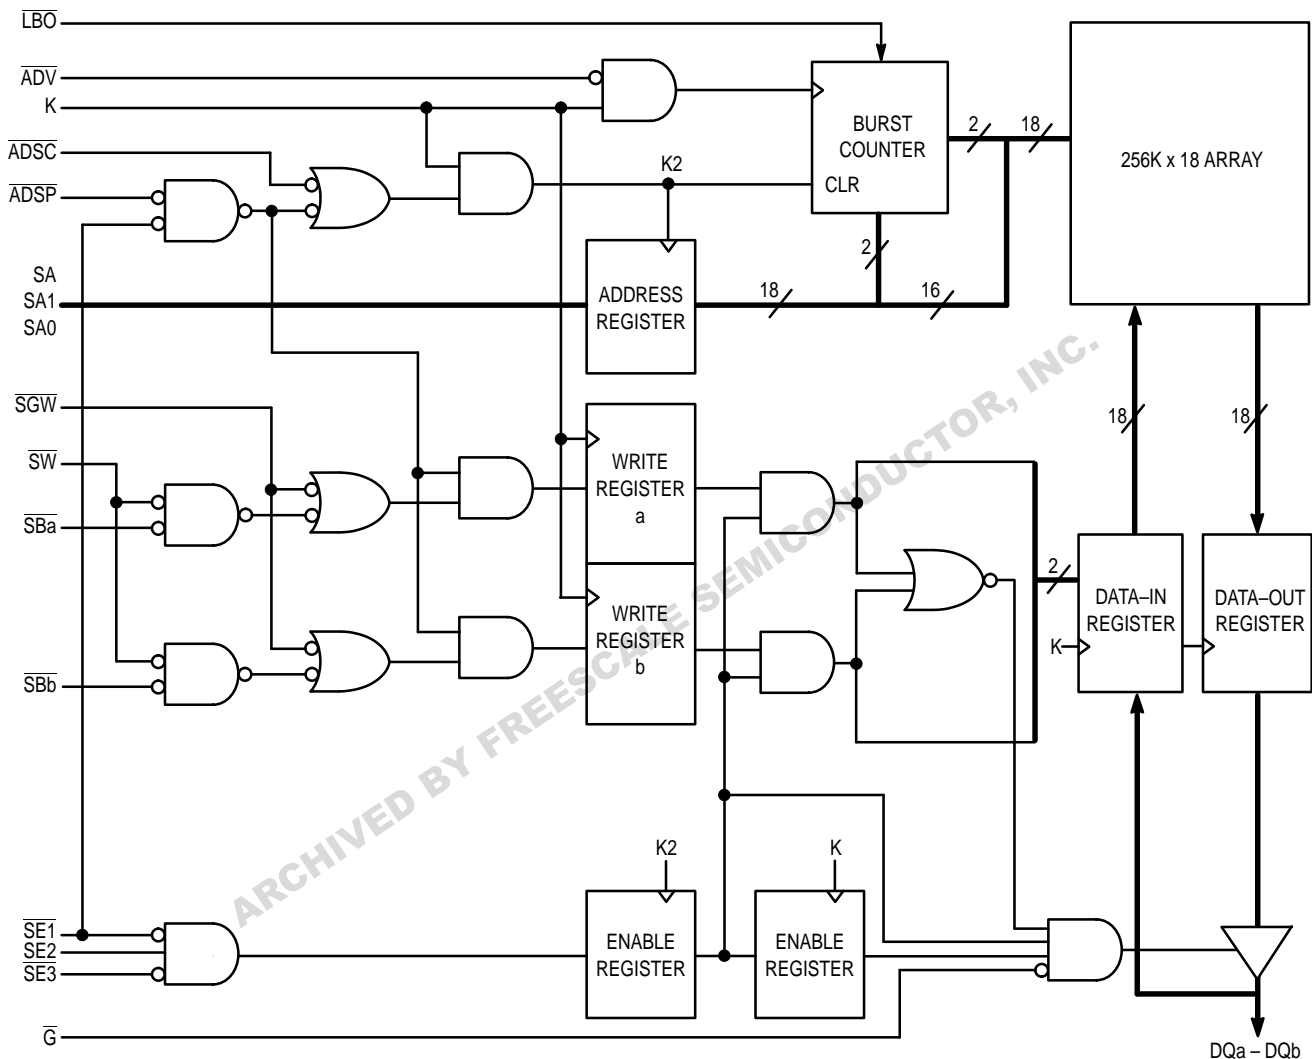 LBO
ADV
K
ADSC
ADSP
SA
SA1
SA0
SGW
SW
SBa
SBb
SE1
SE2
SE3
G
K2
BURST
COUNTER
CLR
2
18
256K x 18 ARRAY
2
ADDRESS
REGISTER
18
16
18
18
WRITE
REGISTER
a
WRITE
REGISTER
b
2
DATA–IN
REGISTER
K
DATA–OUT
REGISTER
K2
ENABLE
REGISTER
K
ENABLE
REGISTER
DQa – DQb
ARCHIVED BY FREESCALE SEMICONDUCTOR, INC.